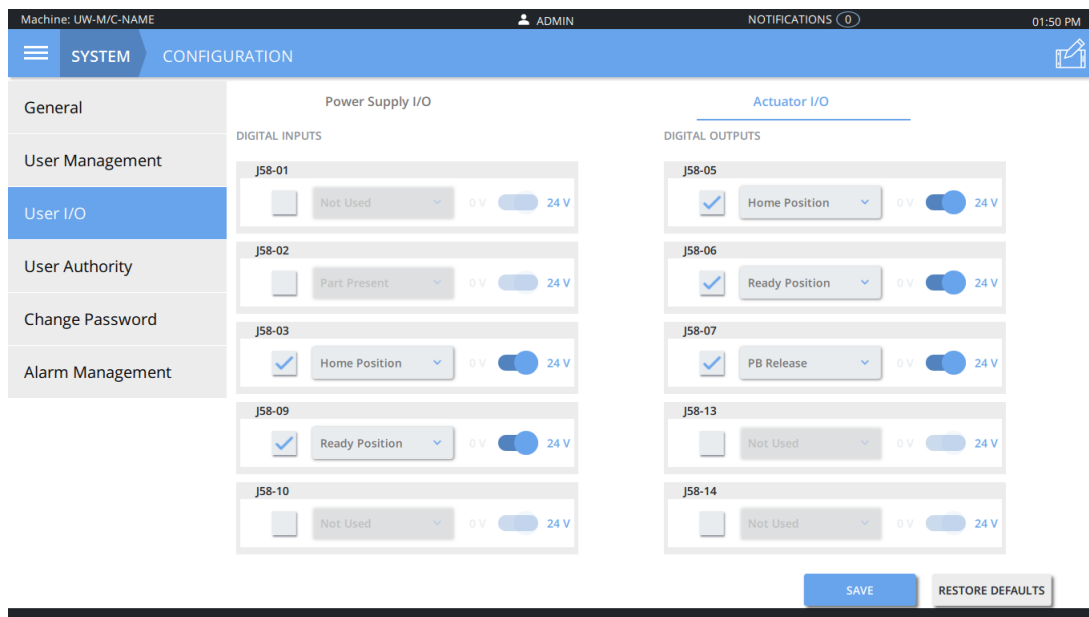 Machine: UW-M/C-NAME ADMIN NOTIFICATIONS 0 01:50 PM
SYSTEM CONFIGURATION
General
User Management
User I/O
User Authority
Change Password
Alarm Management
Power Supply I/O Actuator I/O
DIGITAL INPUTS
J58-01
Not Used 0 V 24 V
J58-02
Part Present 0 V 24 V
J58-03
Home Position 0 V 24 V
J58-09
Ready Position 0 V 24 V
J58-10
Not Used 0 V 24 V
DIGITAL OUTPUTS
J58-05
Home Position 0 V 24 V
J58-06
Ready Position 0 V 24 V
J58-07
PB Release 0 V 24 V
J58-13
Not Used 0 V 24 V
J58-14
Not Used 0 V 24 V
SAVE RESTORE DEFAULTS